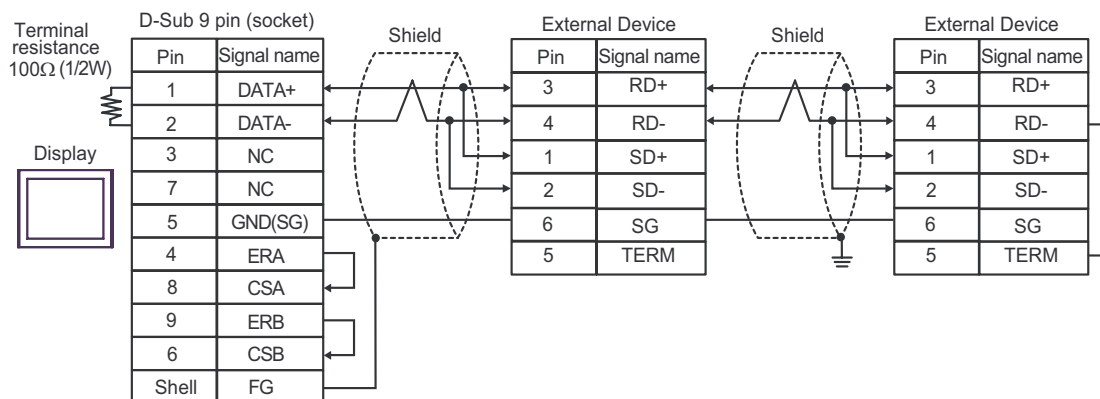 Terminal
resistance
100Ω (1/2W)
Display
D-Sub 9 pin (socket)
Pin Signal name
1 DATA+
2 DATA-
3 NC
7 NC
5 GND(SG)
4 ERA
8 CSA
9 ERB
6 CSB
Shell FG
Shield
External Device
Pin Signal name
3 RD+
4 RD-
1 SD+
2 SD-
6 SG
5 TERM
Shield
External Device
Pin Signal name
3 RD+
4 RD-
1 SD+
2 SD-
6 SG
5 TERM